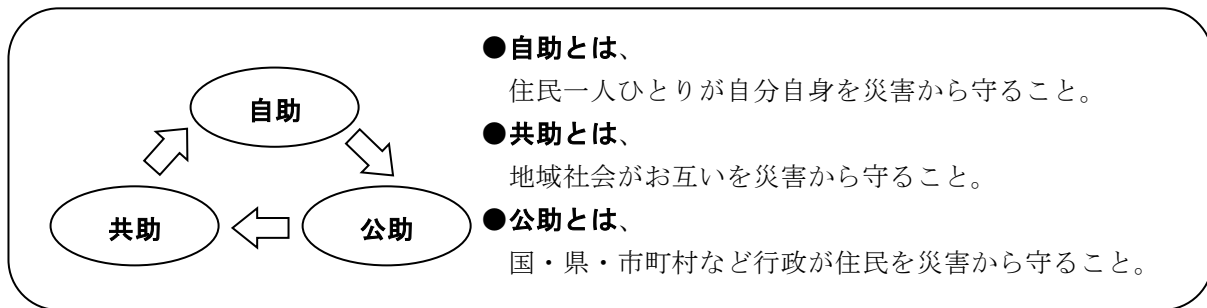 自助
共助
公助
●自助とは、
住民一人ひとりが自分自身を災害から守ること。
●共助とは、
地域社会がお互いを災害から守ること。
●公助とは、
国・県・市町村など行政が住民を災害から守ること。